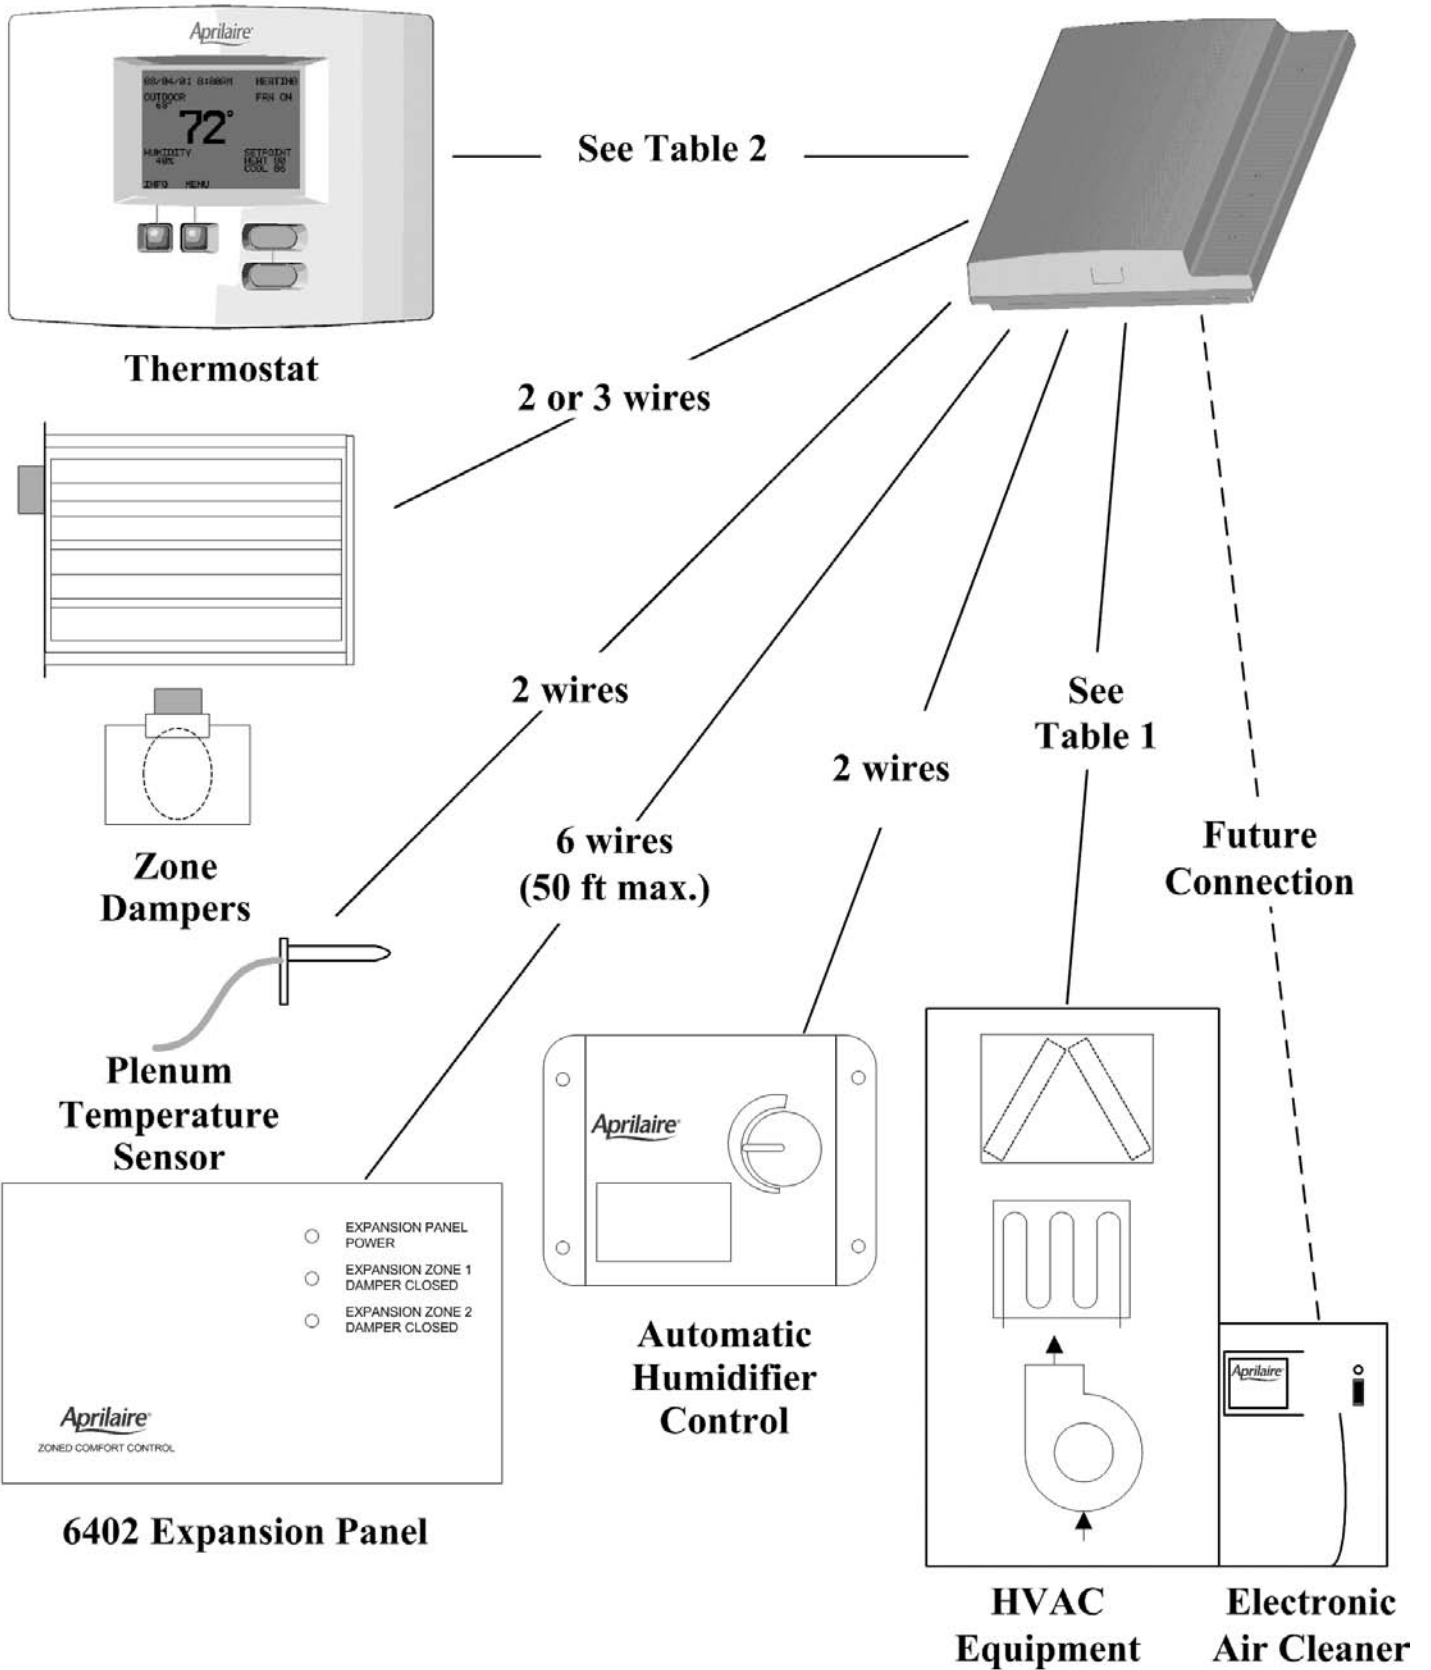 Aprilaire
08/04/01 8:00AM HEATING
OUTDOOR FAN ON
68°
72°
HUMIDITY SETPOINT
40%
COOL 86
INFO MENU
See Table 2
Thermostat
2 or 3 wires
2 wires
See
Table 1
2 wires
6 wires
(50 ft max.)
Future
Connection
Zone
Dampers
Plenum
Temperature
Sensor
EXPANSION PANEL
POWER
EXPANSION ZONE 1
DAMPER CLOSED
EXPANSION ZONE 2
DAMPER CLOSED
Aprilaire®
ZONED COMFORT CONTROL
6402 Expansion Panel
Aprilaire®
Automatic
Humidifier
Control
Aprilaire
HVAC
Equipment
Electronic
Air Cleaner